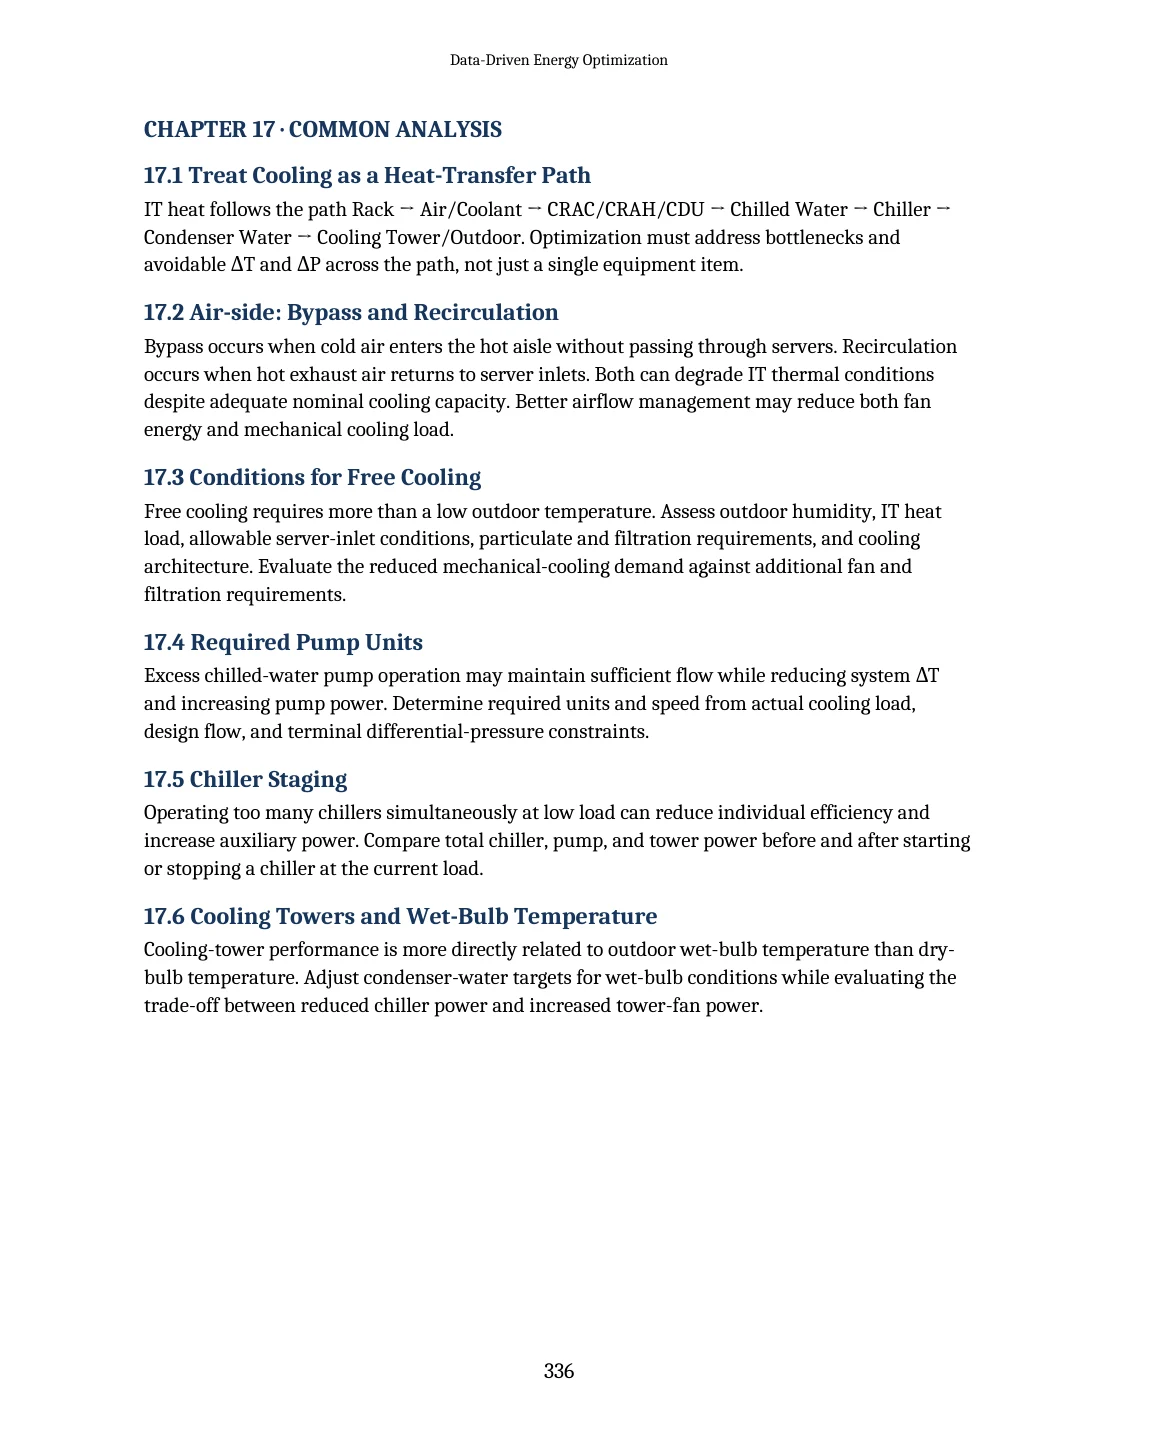 Data-Driven Energy Optimization
CHAPTER 17 · COMMON ANALYSIS
17.1 Treat Cooling as a Heat-Transfer Path
IT heat follows the path Rack → Air/Coolant → CRAC/CRAH/CDU → Chilled Water → Chiller →
Condenser Water → Cooling Tower/Outdoor. Optimization must address bottlenecks and
avoidable ΔT and ΔP across the path, not just a single equipment item.
17.2 Air-side: Bypass and Recirculation
Bypass occurs when cold air enters the hot aisle without passing through servers. Recirculation
occurs when hot exhaust air returns to server inlets. Both can degrade IT thermal conditions
despite adequate nominal cooling capacity. Better airflow management may reduce both fan
energy and mechanical cooling load.
17.3 Conditions for Free Cooling
Free cooling requires more than a low outdoor temperature. Assess outdoor humidity, IT heat
load, allowable server-inlet conditions, particulate and filtration requirements, and cooling
architecture. Evaluate the reduced mechanical-cooling demand against additional fan and
filtration requirements.
17.4 Required Pump Units
Excess chilled-water pump operation may maintain sufficient flow while reducing system ΔT
and increasing pump power. Determine required units and speed from actual cooling load,
design flow, and terminal differential-pressure constraints.
17.5 Chiller Staging
Operating too many chillers simultaneously at low load can reduce individual efficiency and
increase auxiliary power. Compare total chiller, pump, and tower power before and after starting
or stopping a chiller at the current load.
17.6 Cooling Towers and Wet-Bulb Temperature
Cooling-tower performance is more directly related to outdoor wet-bulb temperature than dry-
bulb temperature. Adjust condenser-water targets for wet-bulb conditions while evaluating the
trade-off between reduced chiller power and increased tower-fan power.
336